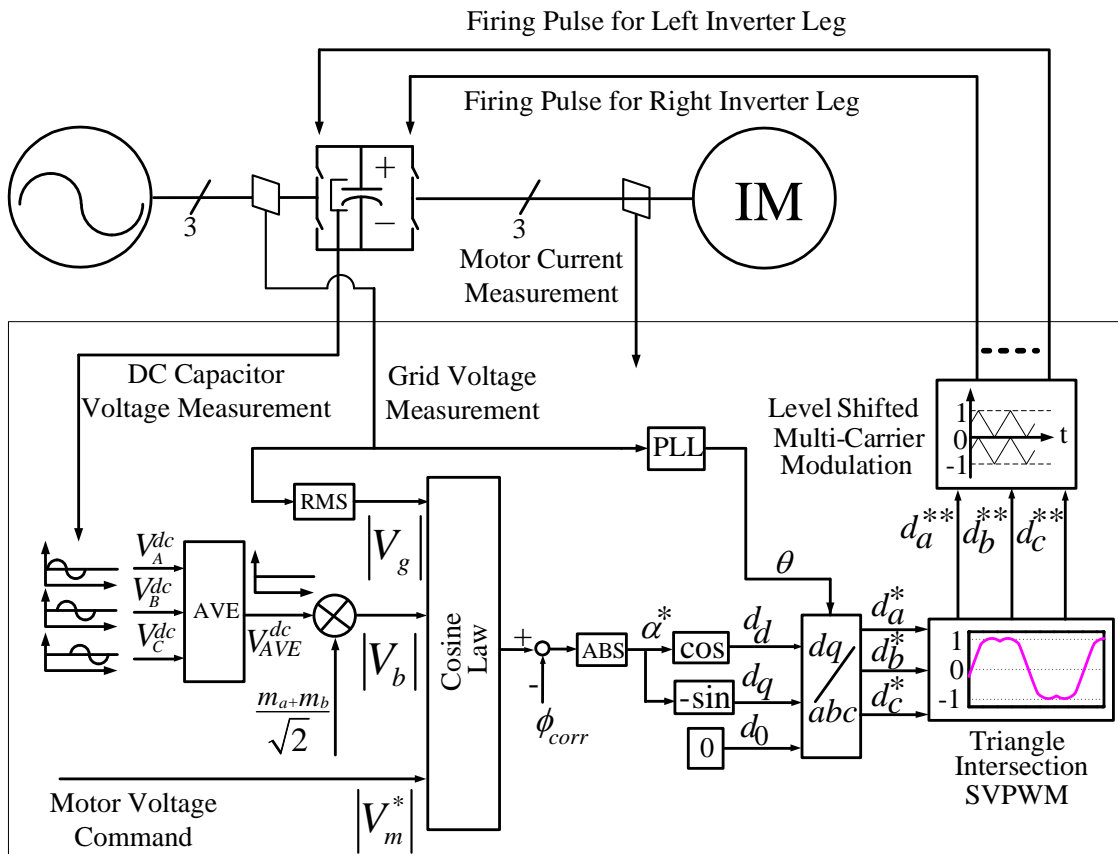 Firing Pulse for Left Inverter Leg
Firing Pulse for Right Inverter Leg
+
−
3
3
IM
Motor Current
Measurement
DC Capacitor
Voltage Measurement
Grid Voltage
Measurement
Level Shifted
Multi-Carrier
Modulation
1
0
-1
t
PLL
RMS
|V_g|
θ
d_a^**
d_b^**
d_c^**
V_A^dc
V_B^dc
V_C^dc
AVE
V_AVE^dc
|V_b|
m_a+m_b
√2
Cosine
Law
+
-
ϕ_corr
ABS
α^*
cos
-sin
0
d_d
d_q
d_0
dq
abc
d_a^*
d_b^*
d_c^*
1
0
-1
Triangle
Intersection
SVPWM
Motor Voltage
Command
|V_m^*|